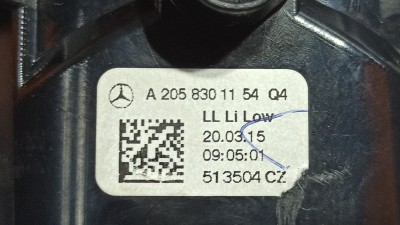 A 205 830 11 54 Q4
LL Li Low
20.03.15
09:05:01
513504 CZ